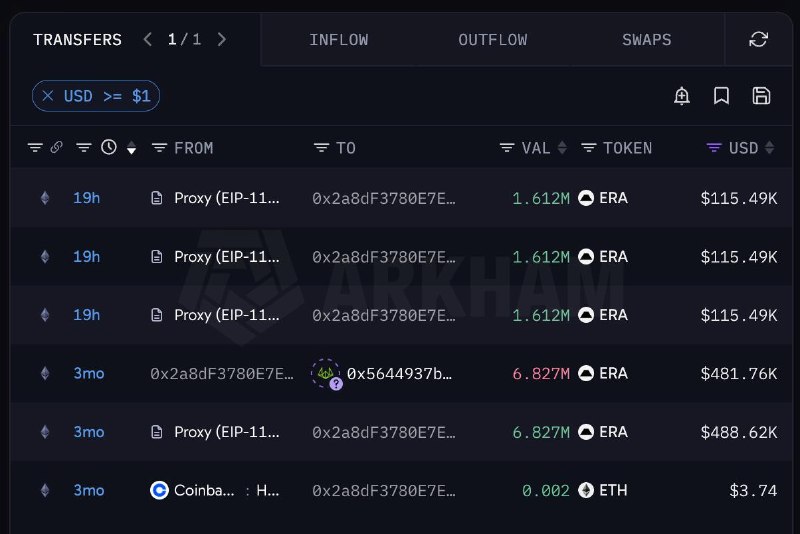 TRANSFERS 1 / 1 INFLOW OUTFLOW SWAPS
USD >= $1
FROM TO VAL TOKEN USD
19h Proxy (EIP-11... 0x2a8dF3780E7E... 1.612M ERA $115.49K
19h Proxy (EIP-11... 0x2a8dF3780E7E... 1.612M ERA $115.49K
ARKHAM
19h Proxy (EIP-11... 0x2a8dF3780E7E... 1.612M ERA $115.49K
3mo 0x2a8dF3780E7E... ? 0x5644937b... 6.827M ERA $481.76K
3mo Proxy (EIP-11... 0x2a8dF3780E7E... 6.827M ERA $488.62K
3mo Coinba... : H... 0x2a8dF3780E7E... 0.002 ETH $3.74